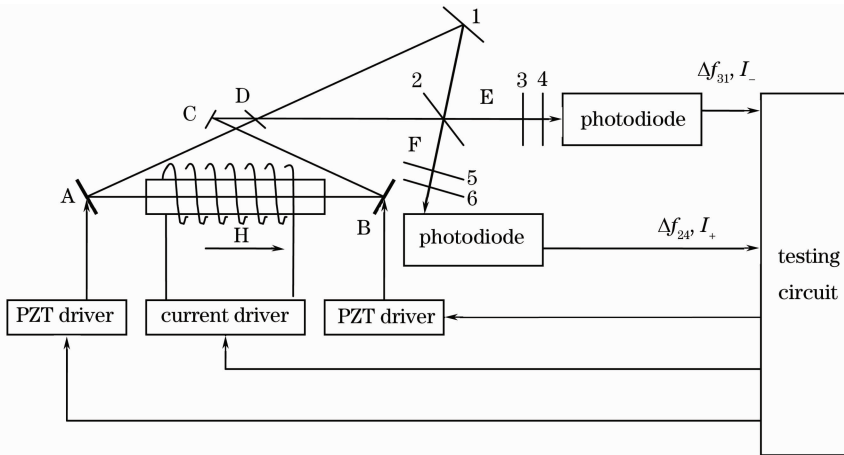 1
2
3 4
E
Δf31, I−
C
D
photodiode
F
5
6
A
B
H
photodiode
Δf24, I+
testing
circuit
PZT driver
current driver
PZT driver